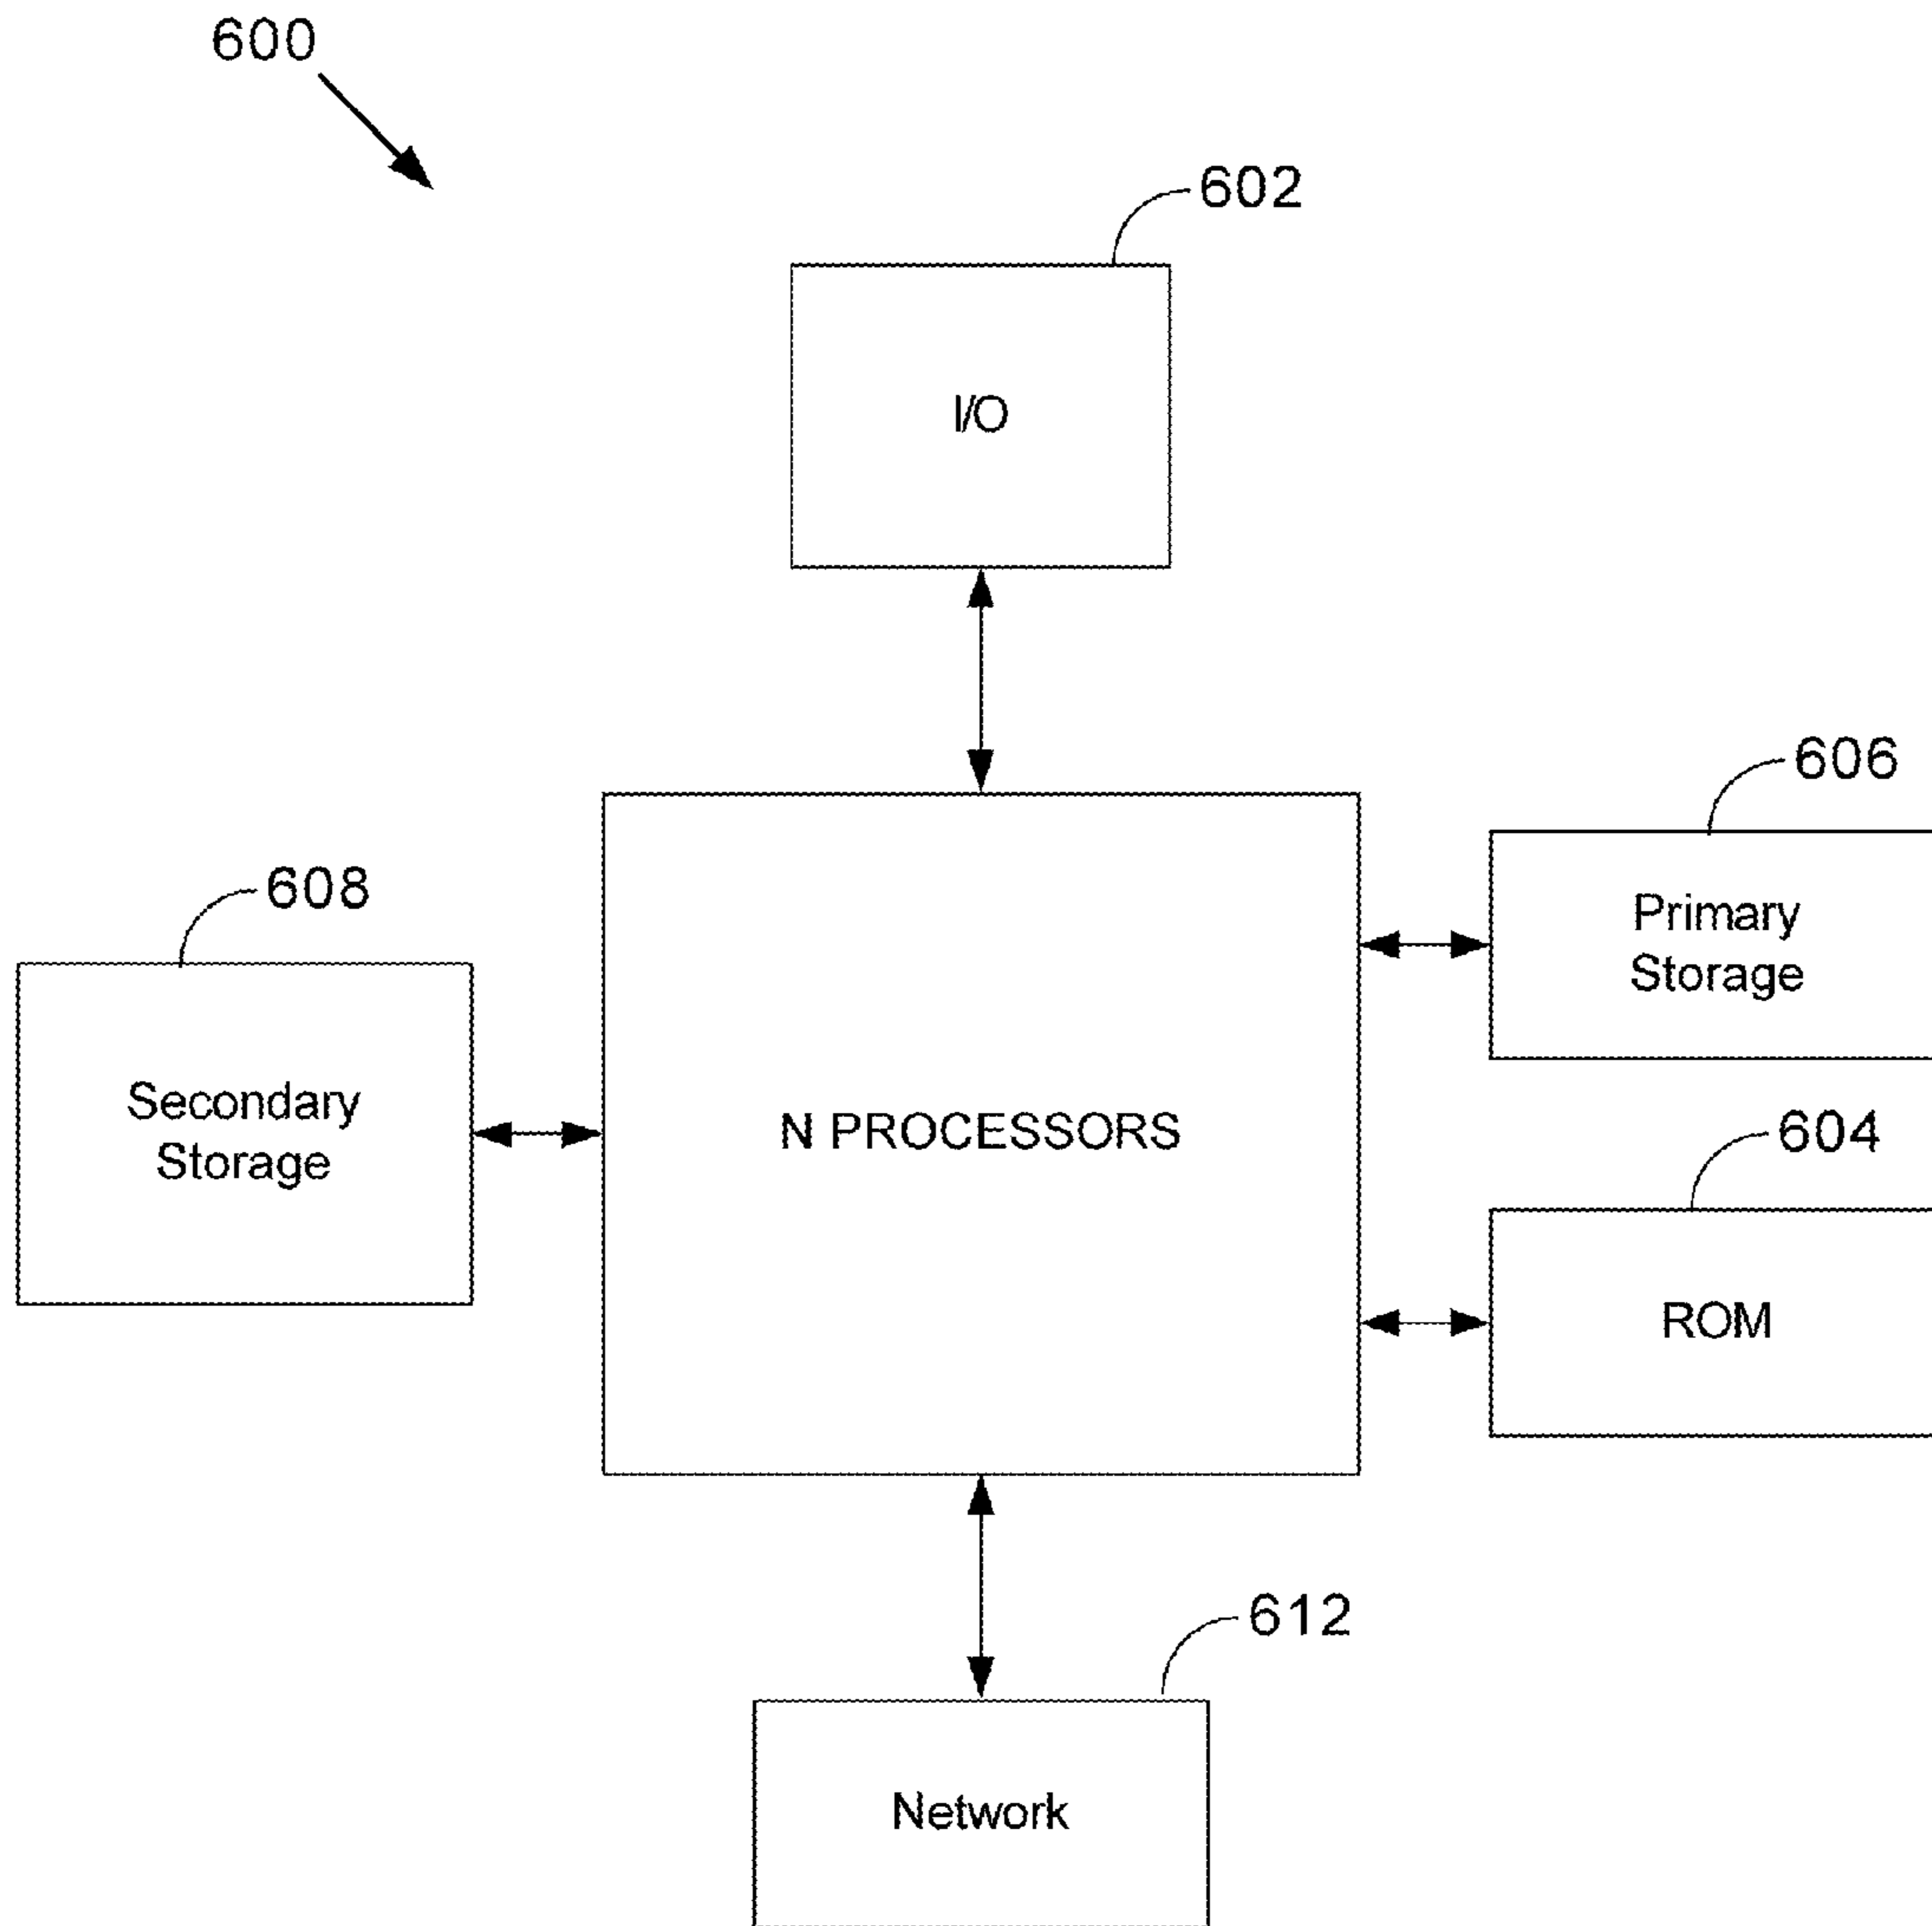 600
602
I/O
606
608
Primary
Storage
Secondary
Storage
N PROCESSORS
604
ROM
612
Network